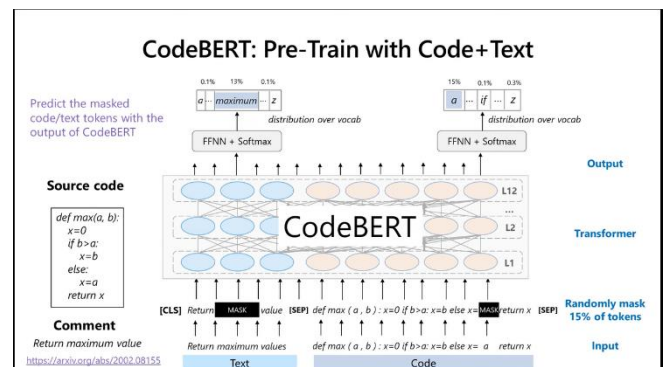 CodeBERT: Pre-Train with Code+Text
Predict the masked
code/text tokens with the
output of CodeBERT
0.1% 13% 0.1%
a ... maximum ... z
distribution over vocab
FFNN + Softmax
15% 0.1% 0.3%
a ... if ... z
distribution over vocab
FFNN + Softmax
Output
Source code
def max(a, b):
x=0
if b>a:
x=b
else:
x=a
return x
L12
...
L2
L1
CodeBERT
Transformer
[CLS] Return MASK value [SEP] def max ( a , b ) : x=0 if b>a: x=b else x= MASK return x [SEP]
Randomly mask
15% of tokens
Comment
Return maximum value
https://arxiv.org/abs/2002.08155
Return maximum values def max ( a , b ) : x=0 if b>a: x=b else x= a return x
Input
Text Code